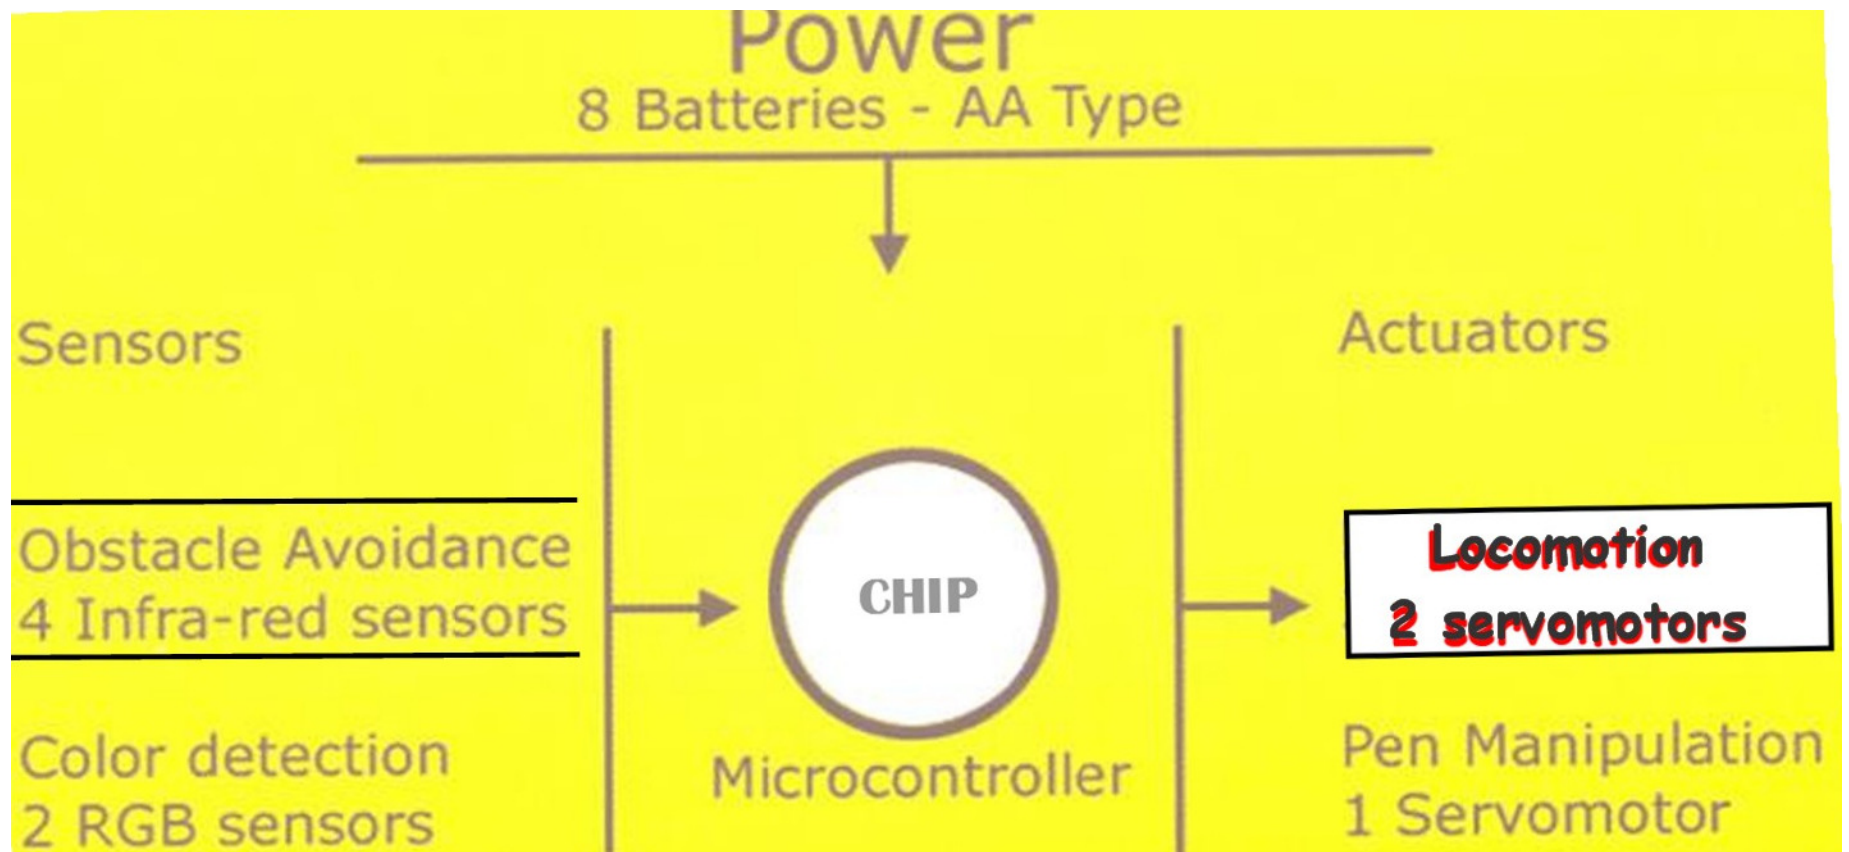 Power
8 Batteries - AA Type
Sensors
Actuators
Obstacle Avoidance
4 Infra-red sensors
CHIP
Locomotion
2 servomotors
Color detection
2 RGB sensors
Microcontroller
Pen Manipulation
1 Servomotor